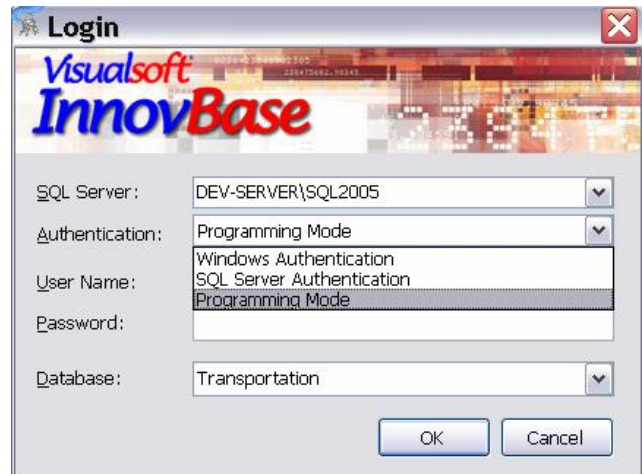 Login
Visualsoft
InnovBase
SQL Server: DEV-SERVER\SQL2005
Authentication: Programming Mode
Windows Authentication
User Name: SQL Server Authentication
Programming Mode
Password:
Database: Transportation
OK Cancel